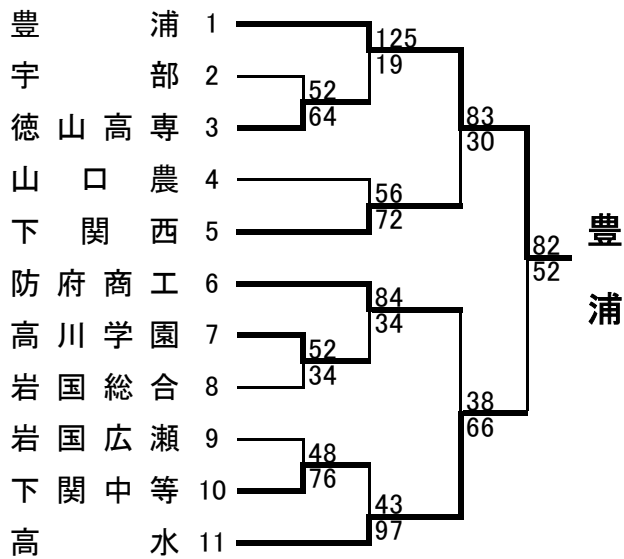 豊浦 1
宇部 2
徳山高専 3
山口農 4
下関西 5
防府商工 6
高川学園 7
岩国総合 8
岩国広瀬 9
下関中等 10
高水 11
52
64
48
76
52
34
125
19
56
72
84
34
43
97
83
30
38
66
82
52
豊浦